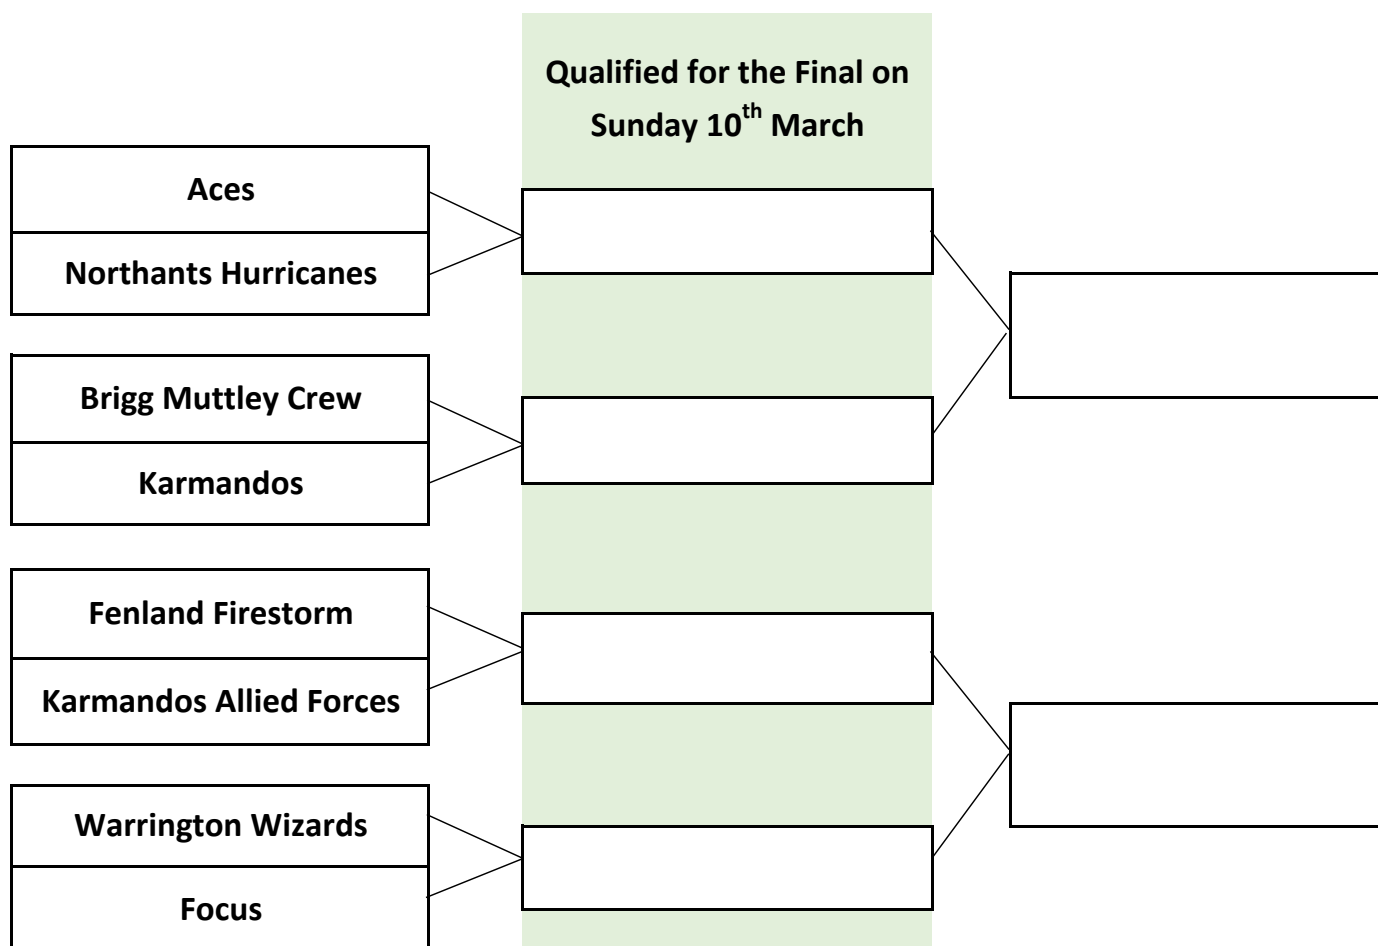 Qualified for the Final on
Sunday 10th March
Aces
Northants Hurricanes
Brigg Muttley Crew
Karmandos
Fenland Firestorm
Karmandos Allied Forces
Warrington Wizards
Focus